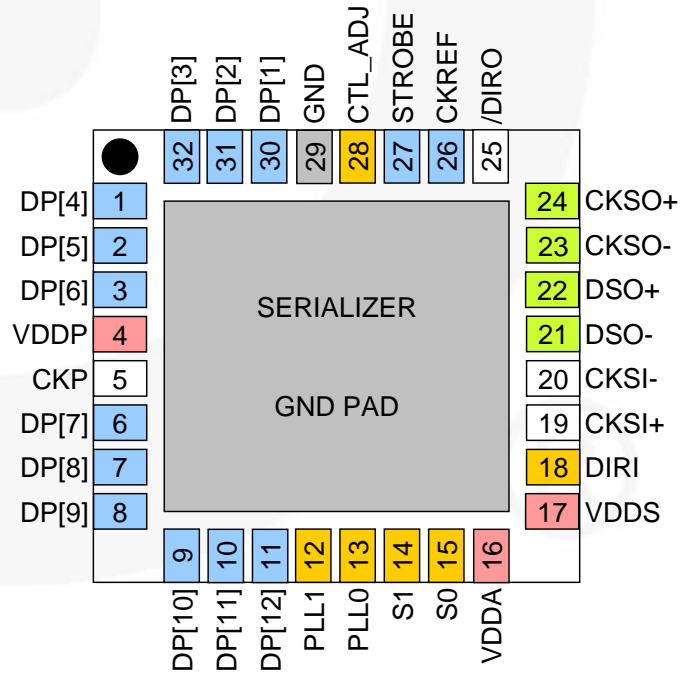 DP[3]
DP[2]
DP[1]
GND
CTL_ADJ
STROBE
CKREF
/DIRO
32
31
30
29
28
27
26
25
DP[4] 1
DP[5] 2
DP[6] 3
VDDP 4
CKP 5
DP[7] 6
DP[8] 7
DP[9] 8
SERIALIZER
GND PAD
24 CKSO+
23 CKSO-
22 DSO+
21 DSO-
20 CKSI-
19 CKSI+
18 DIRI
17 VDDS
9
10
11
12
13
14
15
16
DP[10]
DP[11]
DP[12]
PLL1
PLL0
S1
S0
VDDA